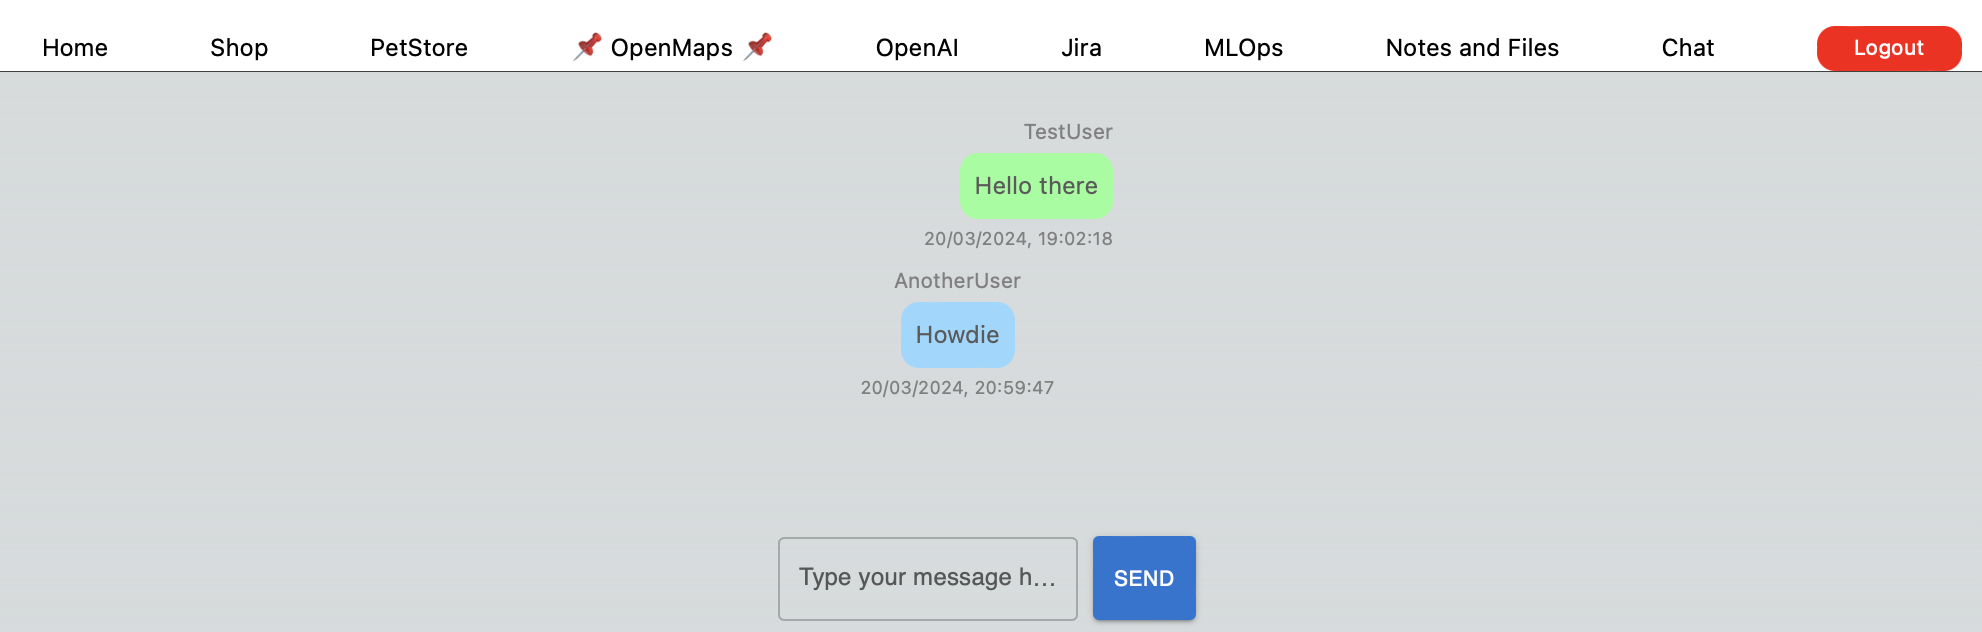 Home Shop PetStore 📌 OpenMaps 📌 OpenAI Jira MLOps Notes and Files Chat Logout
TestUser
Hello there
20/03/2024, 19:02:18
AnotherUser
Howdie
20/03/2024, 20:59:47
Type your message h... SEND